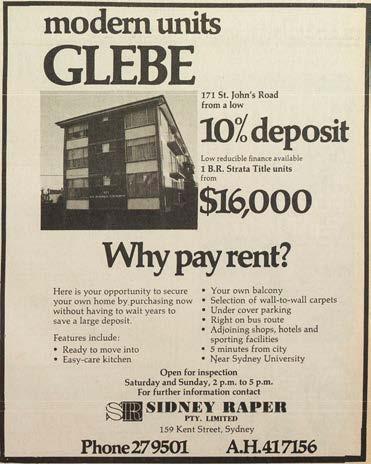 modern units
GLEBE
171 St. John's Road
from a low
10% deposit
Low reducible finance available
1 B.R. Strata Title units
from
$16,000
Why pay rent?
Here is your opportunity to secure
your own home by purchasing now
without having to wait years to
save a large deposit.
Features include:
• Ready to move into
• Easy-care kitchen
• Your own balcony
• Selection of wall-to-wall carpets
• Under cover parking
• Right on bus route
• Adjoining shops, hotels and
sporting facilities
• 5 minutes from city
• Near Sydney University
Open for inspection
Saturday and Sunday, 2 p.m. to 5 p.m.
For further information contact
SR SIDNEY RAPER
PTY. LIMITED
159 Kent Street, Sydney
Phone 279501 A.H. 417156